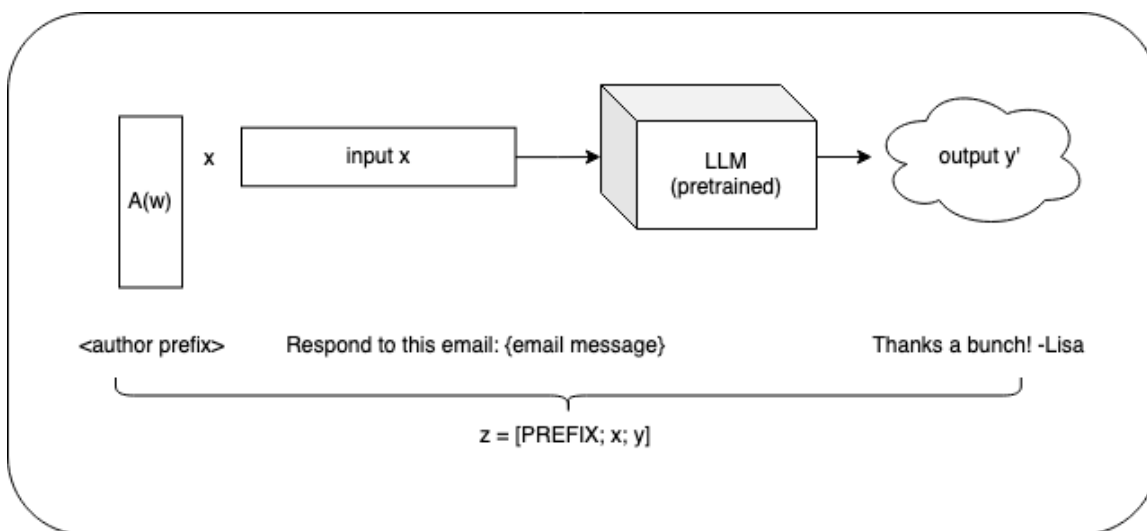 A(w)
x
input x
LLM
(pretrained)
output y'
<author prefix>
Respond to this email: {email message}
Thanks a bunch! -Lisa
z = [PREFIX; x; y]